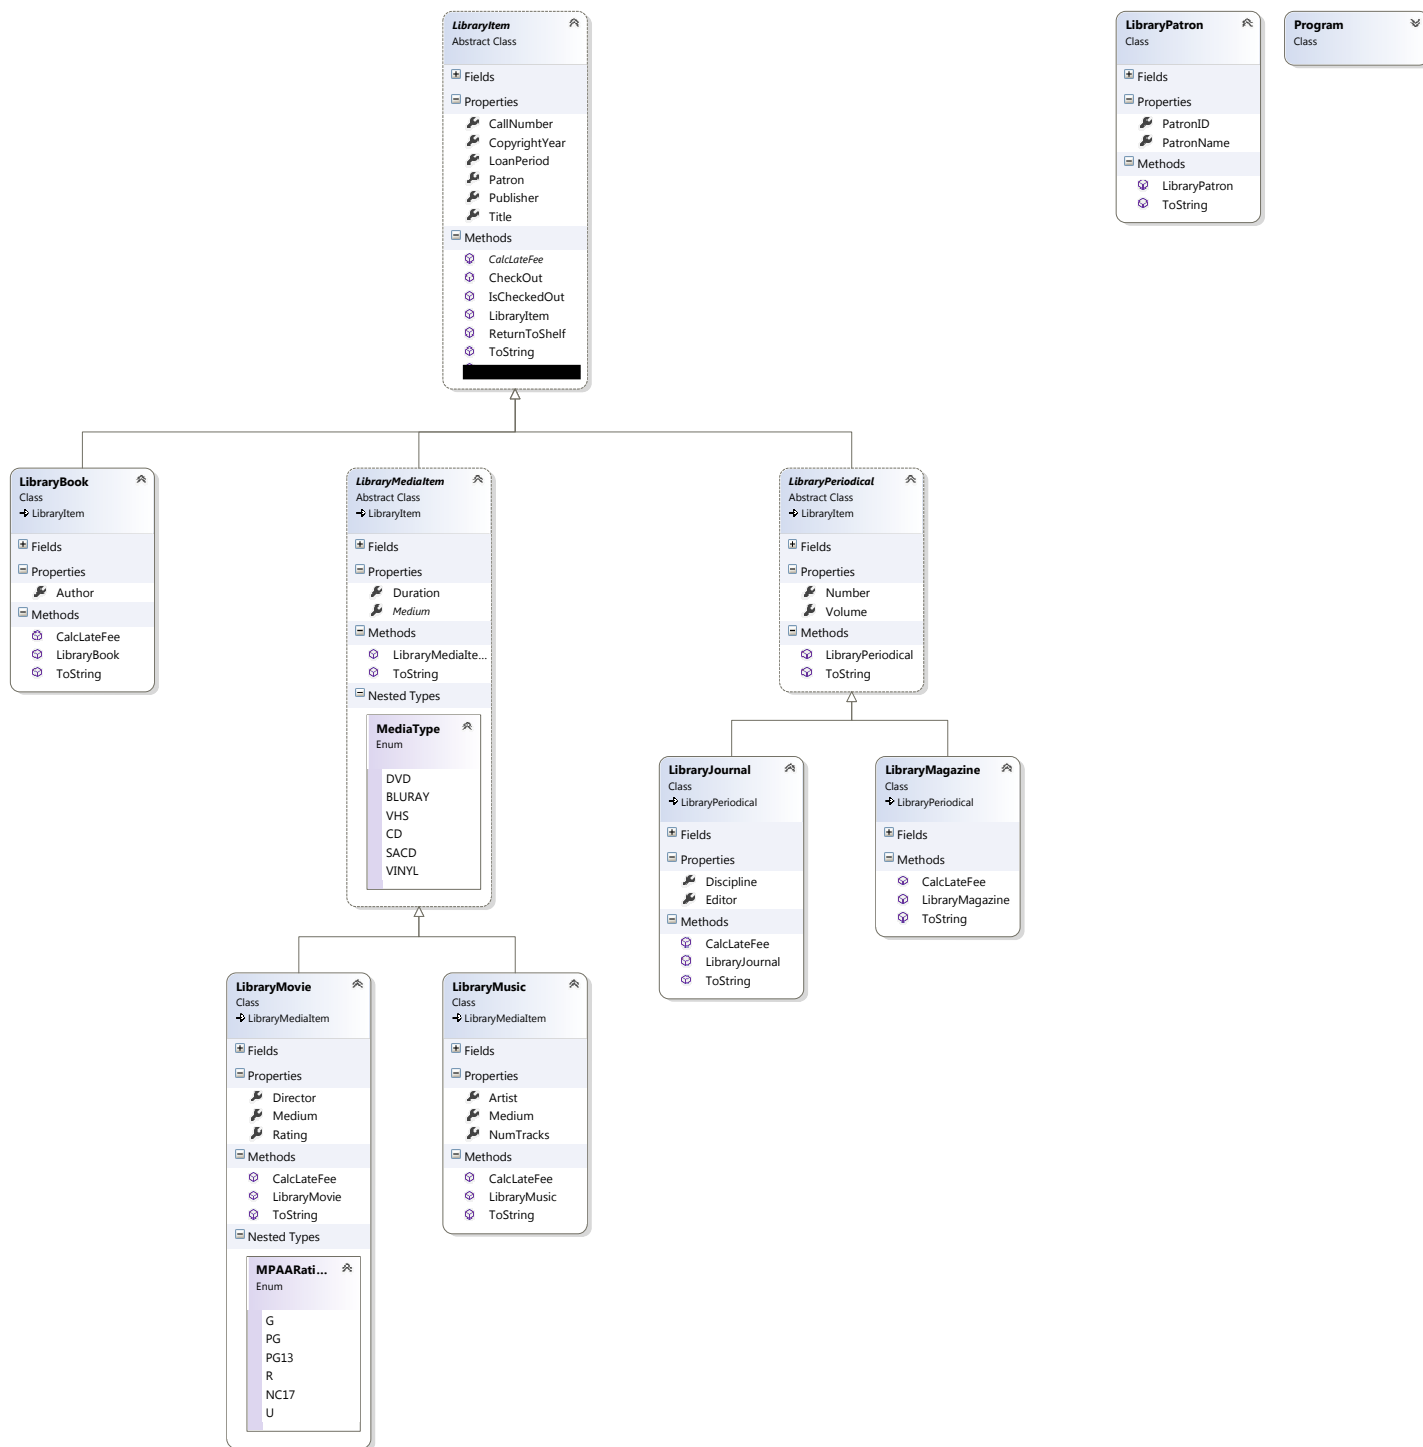 LibraryItem
Abstract Class
Fields
Properties
CallNumber
CopyrightYear
LoanPeriod
Patron
Publisher
Title
Methods
CalcLateFee
CheckOut
IsCheckedOut
LibraryItem
ReturnToShelf
ToString
LibraryPatron
Class
Fields
Properties
PatronID
PatronName
Methods
LibraryPatron
ToString
Program
Class
LibraryBook
Class
LibraryItem
Fields
Properties
Author
Methods
CalcLateFee
LibraryBook
ToString
LibraryMediaItem
Abstract Class
LibraryItem
Fields
Properties
Duration
Medium
Methods
LibraryMediaIte...
ToString
Nested Types
MediaType
Enum
DVD
BLURAY
VHS
CD
SACD
VINYL
LibraryPeriodical
Abstract Class
LibraryItem
Fields
Properties
Number
Volume
Methods
LibraryPeriodical
ToString
LibraryJournal
Class
LibraryPeriodical
Fields
Properties
Discipline
Editor
Methods
CalcLateFee
LibraryJournal
ToString
LibraryMagazine
Class
LibraryPeriodical
Fields
Methods
CalcLateFee
LibraryMagazine
ToString
LibraryMovie
Class
LibraryMediaItem
Fields
Properties
Director
Medium
Rating
Methods
CalcLateFee
LibraryMovie
ToString
Nested Types
MPAARati...
Enum
G
PG
PG13
R
NC17
U
LibraryMusic
Class
LibraryMediaItem
Fields
Properties
Artist
Medium
NumTracks
Methods
CalcLateFee
LibraryMusic
ToString